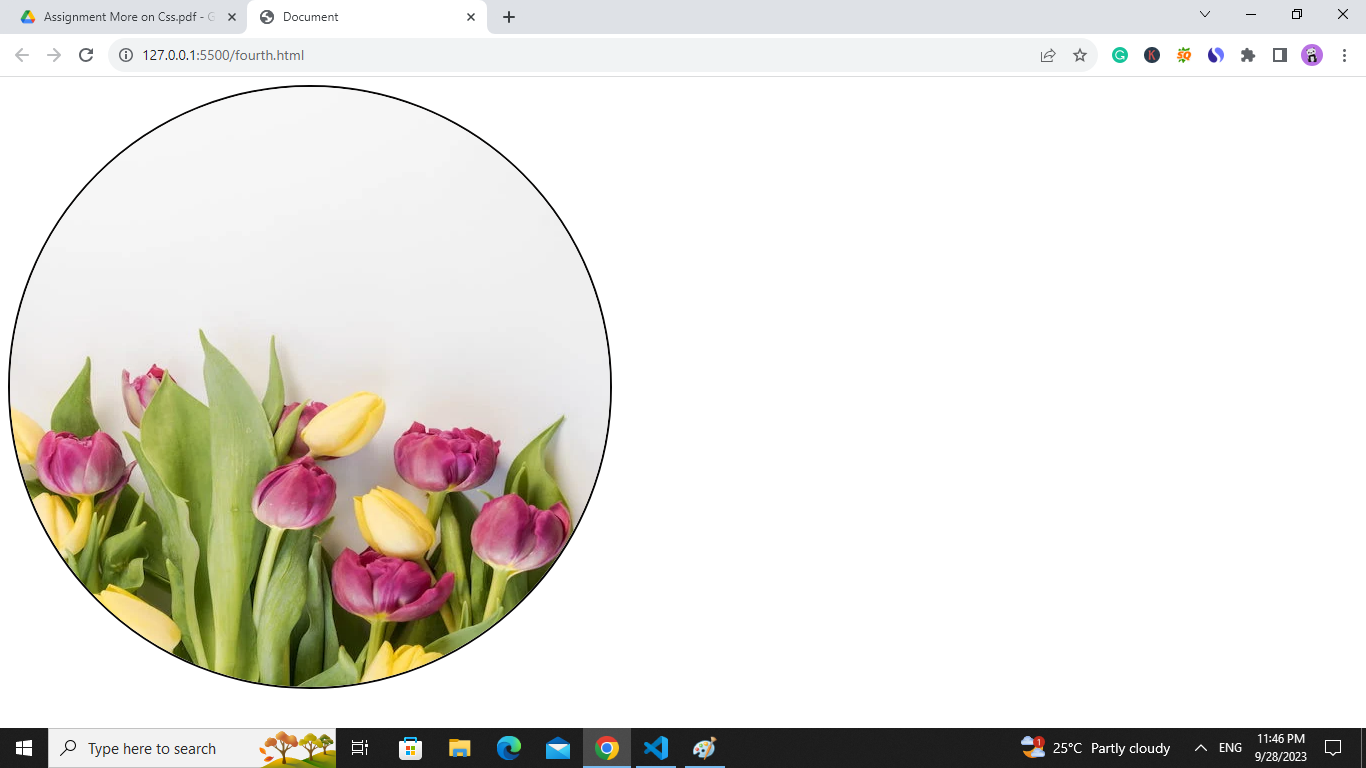 Assignment More on Css.pdf - G
Document
127.0.0.1:5500/fourth.html
Type here to search
1
25°C Partly cloudy
ENG
11:46 PM
9/28/2023